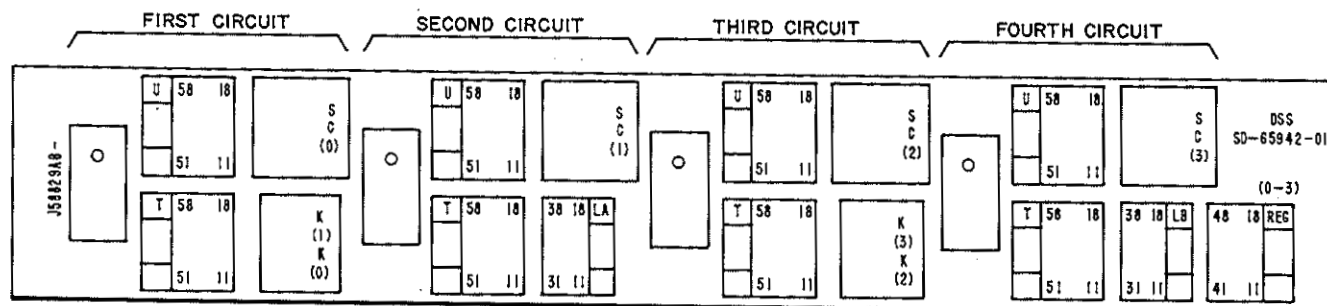 FIRST CIRCUIT
SECOND CIRCUIT
THIRD CIRCUIT
FOURTH CIRCUIT
J58829AB-
U 58 18
51 11
S
C
(0)
T 58 18
51 11
K
(1)
K
(0)
U 58 18
51 11
S
C
(1)
T 58 18
51 11
38 18 LA
31 11
U 58 18
51 11
S
C
(2)
T 58 18
51 11
K
(3)
K
(2)
U 58 18
51 11
S
C
(3)
T 58 18
51 11
38 18 LB
31 11
48 18 REG
41 11
DSS
SD-65942-01
(0-3)